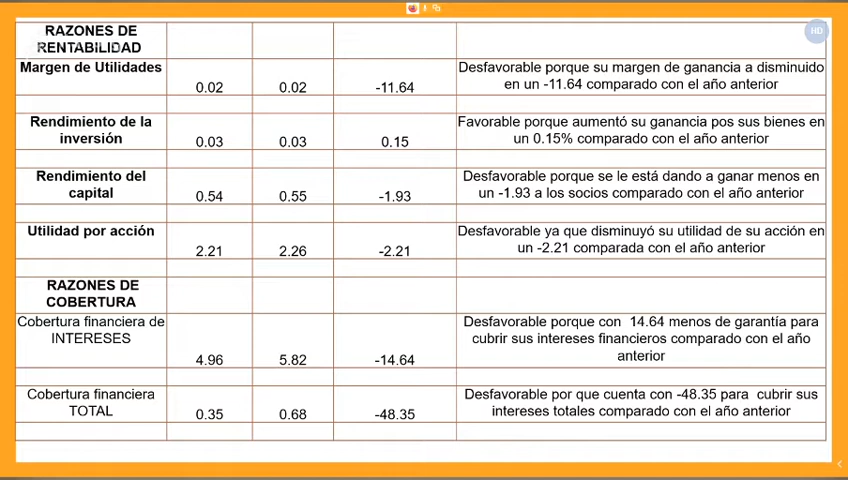 RAZONES DE
RENTABILIDAD
HD
Margen de Utilidades
0.02 0.02 -11.64
Desfavorable porque su margen de ganancia a disminuido
en un -11.64 comparado con el año anterior
Rendimiento de la
inversión
0.03 0.03 0.15
Favorable porque aumentó su ganancia pos sus bienes en
un 0.15% comparado con el año anterior
Rendimiento del
capital
0.54 0.55 -1.93
Desfavorable porque se le está dando a ganar menos en
un -1.93 a los socios comparado con el año anterior
Utilidad por acción
2.21 2.26 -2.21
Desfavorable ya que disminuyó su utilidad de su acción en
un -2.21 comparada con el año anterior
RAZONES DE
COBERTURA
Cobertura financiera de
INTERESES
4.96 5.82 -14.64
Desfavorable porque con 14.64 menos de garantía para
cubrir sus intereses financieros comparado con el año
anterior
Cobertura financiera
TOTAL
0.35 0.68 -48.35
Desfavorable por que cuenta con -48.35 para cubrir sus
intereses totales comparado con el año anterior